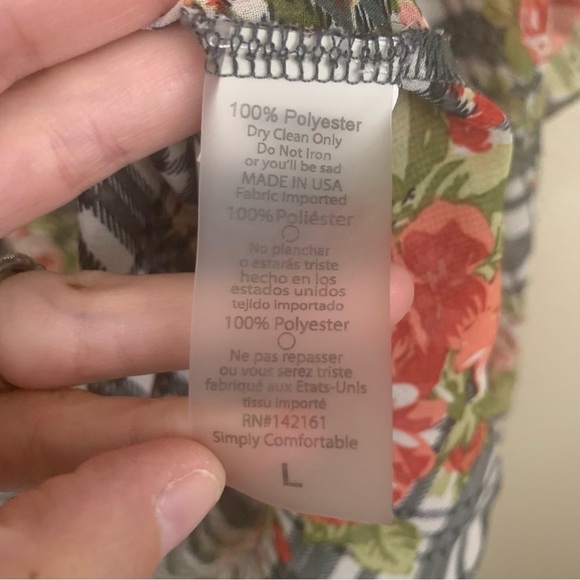 100% Polyester
Dry Clean Only
Do Not Iron
or you'll be sad
MADE IN USA
Fabric Imported
100%Poliéster
No planchar
o estarás triste
hecho en los
estados unidos
tejido importado
100% Polyester
Ne pas repasser
ou vous serez triste
fabriqué aux Etats-Unis
tissu importé
RN#142161
Simply Comfortable
L